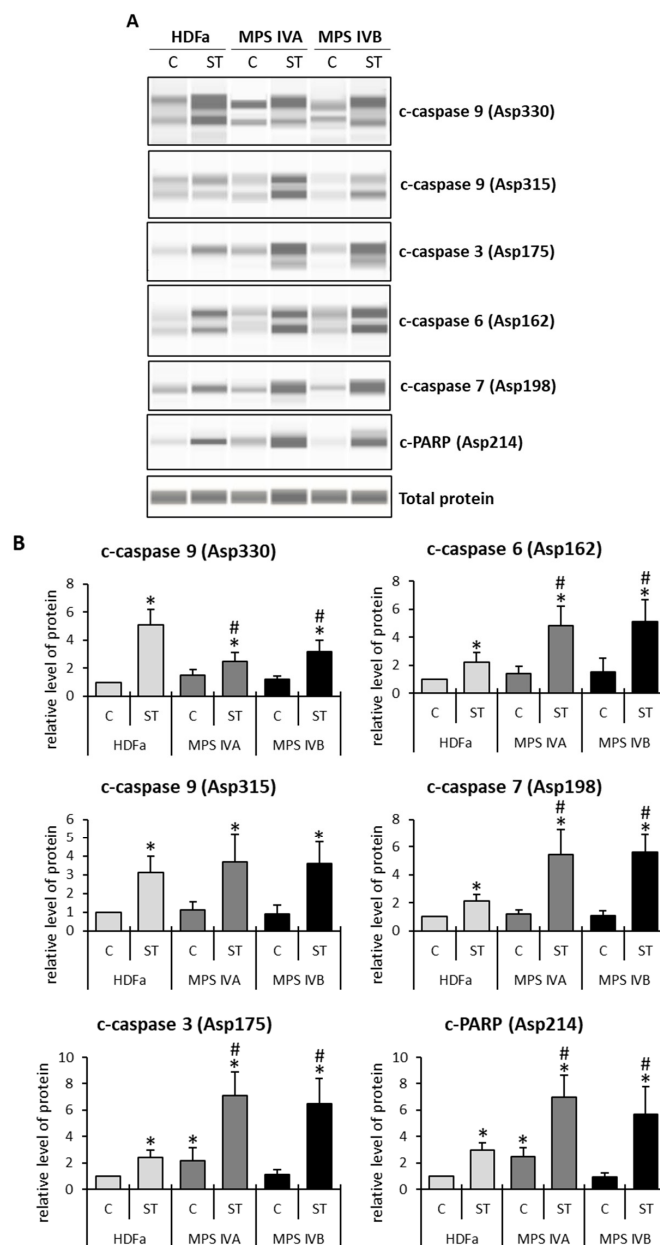 A
HDFa MPS IVA MPS IVB
C ST C ST C ST
c-caspase 9 (Asp330)
c-caspase 9 (Asp315)
c-caspase 3 (Asp175)
c-caspase 6 (Asp162)
c-caspase 7 (Asp198)
c-PARP (Asp214)
Total protein
B
c-caspase 9 (Asp330)
relative level of protein
8
6
4
2
0
* # * # *
C ST C ST C ST
HDFa MPS IVA MPS IVB
c-caspase 6 (Asp162)
relative level of protein
8
6
4
2
0
* # * # *
C ST C ST C ST
HDFa MPS IVA MPS IVB
c-caspase 9 (Asp315)
relative level of protein
6
5
4
3
2
1
0
* * *
C ST C ST C ST
HDFa MPS IVA MPS IVB
c-caspase 7 (Asp198)
relative level of protein
8
6
4
2
0
* # * # *
C ST C ST C ST
HDFa MPS IVA MPS IVB
c-caspase 3 (Asp175)
relative level of protein
10
8
6
4
2
0
* * # * # *
C ST C ST C ST
HDFa MPS IVA MPS IVB
c-PARP (Asp214)
relative level of protein
10
8
6
4
2
0
* * # * # *
C ST C ST C ST
HDFa MPS IVA MPS IVB